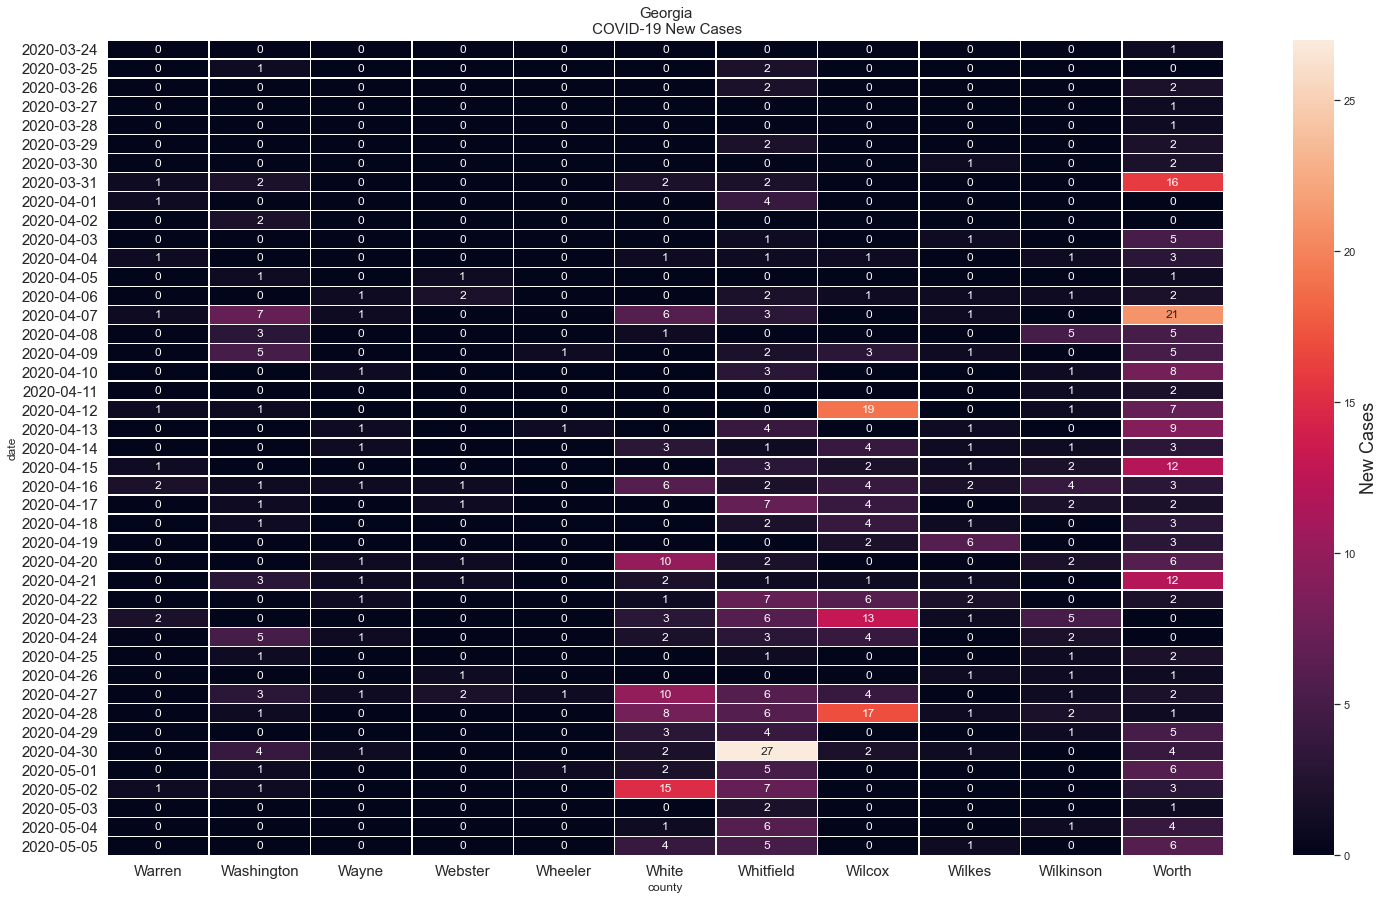 Georgia
COVID-19 New Cases
2020-03-24 0 0 0 0 0 0 0 0 0 0 1
2020-03-25 0 1 0 0 0 0 2 0 0 0 0
2020-03-26 0 0 0 0 0 0 2 0 0 0 2
2020-03-27 0 0 0 0 0 0 0 0 0 0 1
2020-03-28 0 0 0 0 0 0 0 0 0 0 1
2020-03-29 0 0 0 0 0 0 2 0 0 0 2
2020-03-30 0 0 0 0 0 0 0 0 1 0 2
2020-03-31 1 2 0 0 0 2 2 0 0 0 16
2020-04-01 1 0 0 0 0 0 4 0 0 0 0
2020-04-02 0 2 0 0 0 0 0 0 0 0 0
2020-04-03 0 0 0 0 0 0 1 0 1 0 5
2020-04-04 1 0 0 0 0 1 1 1 0 1 3
2020-04-05 0 1 0 1 0 0 0 0 0 0 1
2020-04-06 0 0 1 2 0 0 2 1 1 1 2
2020-04-07 1 7 1 0 0 6 3 0 1 0 21
2020-04-08 0 3 0 0 0 1 0 0 0 5 5
2020-04-09 0 5 0 0 1 0 2 3 1 0 5
2020-04-10 0 0 1 0 0 0 3 0 0 1 8
2020-04-11 0 0 0 0 0 0 0 0 0 1 2
2020-04-12 1 1 0 0 0 0 0 19 0 1 7
2020-04-13 0 0 1 0 1 0 4 0 1 0 9
2020-04-14 0 0 1 0 0 3 1 4 1 1 3
2020-04-15 1 0 0 0 0 0 3 2 1 2 12
2020-04-16 2 1 1 1 0 6 2 4 2 4 3
2020-04-17 0 1 0 1 0 0 7 4 0 2 2
2020-04-18 0 1 0 0 0 0 2 4 1 0 3
2020-04-19 0 0 0 0 0 0 0 2 6 0 3
2020-04-20 0 0 1 1 0 10 2 0 0 2 6
2020-04-21 0 3 1 1 0 2 1 1 1 0 12
2020-04-22 0 0 1 0 0 1 7 6 2 0 2
2020-04-23 2 0 0 0 0 3 6 13 1 5 0
2020-04-24 0 5 1 0 0 2 3 4 0 2 0
2020-04-25 0 1 0 0 0 0 1 0 0 1 2
2020-04-26 0 0 0 1 0 0 0 0 1 1 1
2020-04-27 0 3 1 2 1 10 6 4 0 1 2
2020-04-28 0 1 0 0 0 8 6 17 1 2 1
2020-04-29 0 0 0 0 0 3 4 0 0 1 5
2020-04-30 0 4 1 0 0 2 27 2 1 0 4
2020-05-01 0 1 0 0 1 2 5 0 0 0 6
2020-05-02 1 1 0 0 0 15 7 0 0 0 3
2020-05-03 0 0 0 0 0 0 2 0 0 0 1
2020-05-04 0 0 0 0 0 1 6 0 0 1 4
2020-05-05 0 0 0 0 0 4 5 0 1 0 6
Warren Washington Wayne Webster Wheeler White Whitfield Wilcox Wilkes Wilkinson Worth
county
date
25
20
15
10
5
0
New Cases